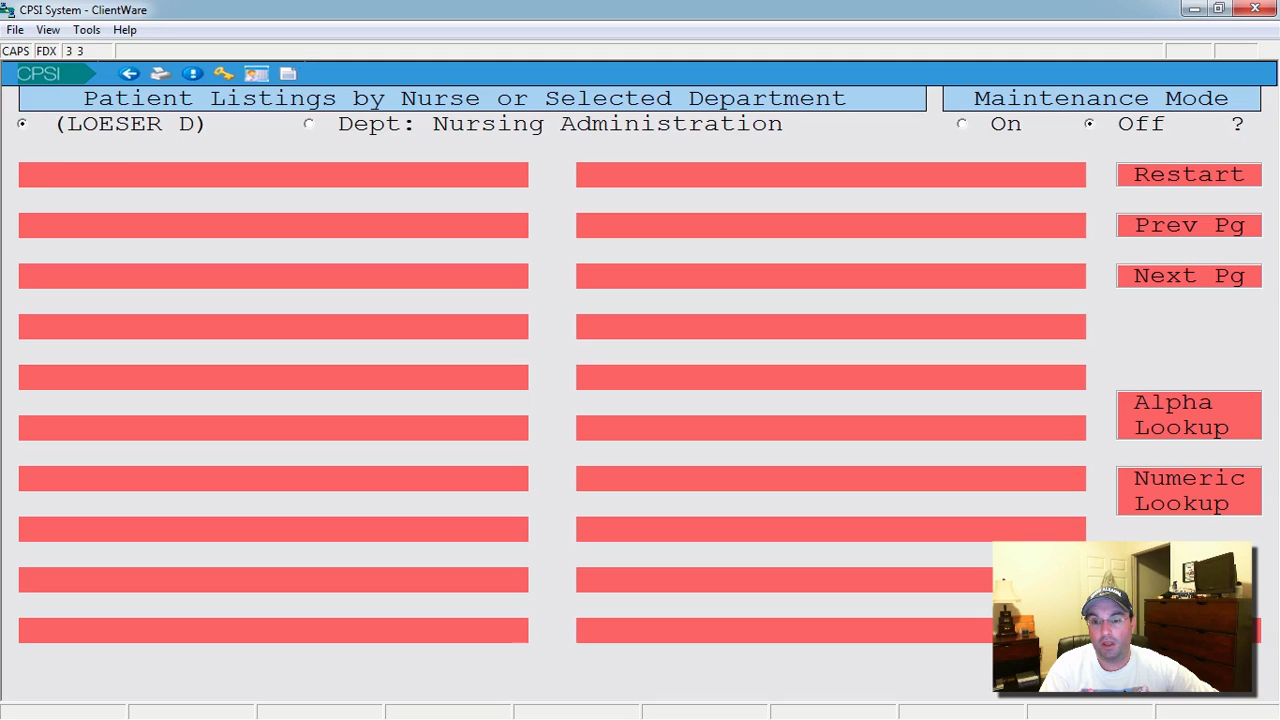 CPSI System - ClientWare
File View Tools Help
CAPS FDX 3 3
CPSI
Patient Listings by Nurse or Selected Department
Maintenance Mode
(LOESER D) Dept: Nursing Administration
On Off ?
Restart
Prev Pg
Next Pg
Alpha
Lookup
Numeric
Lookup